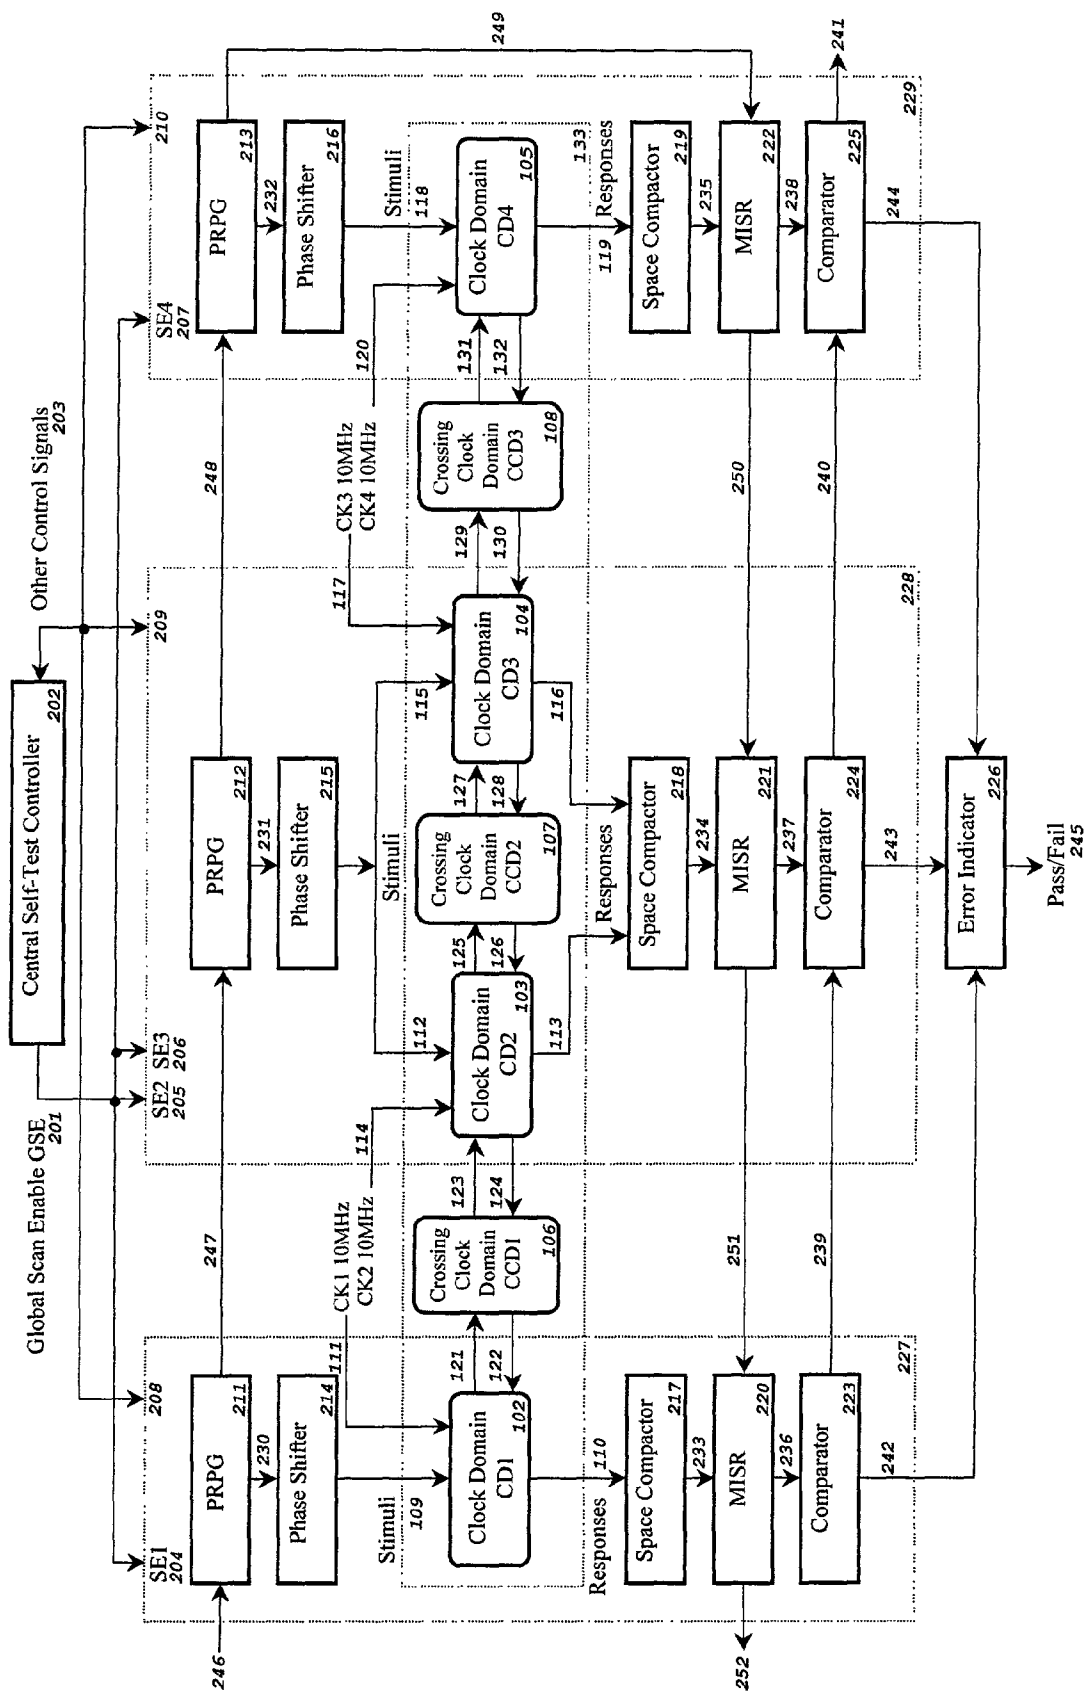 Central Self-Test Controller
202
Global Scan Enable GSE
201
Other Control Signals
203
SE1
204
208
SE2
205
SE3
206
209
SE4
207
210
246
PRPG
211
247
PRPG
212
248
PRPG
213
249
230
231
232
Phase Shifter
214
Phase Shifter
215
Phase Shifter
216
111
CK1 10MHz
CK2 10MHz
114
117
CK3 10MHz
CK4 10MHz
120
Stimuli
109
112
Stimuli
115
Stimuli
118
Clock Domain
CD1
102
121
122
Crossing
Clock
Domain
CCD1
106
123
124
Clock Domain
CD2
103
125
126
Crossing
Clock
Domain
CCD2
107
127
128
Clock Domain
CD3
104
129
130
Crossing
Clock
Domain
CCD3
108
131
132
Clock Domain
CD4
105
133
Responses
110
113
Responses
116
119
Responses
Space Compactor
217
Space Compactor
218
Space Compactor
219
233
234
235
252
MISR
220
251
MISR
221
250
MISR
222
236
237
238
Comparator
223
239
Comparator
224
240
Comparator
225
241
227
228
229
242
243
244
Error Indicator
226
Pass/Fail
245